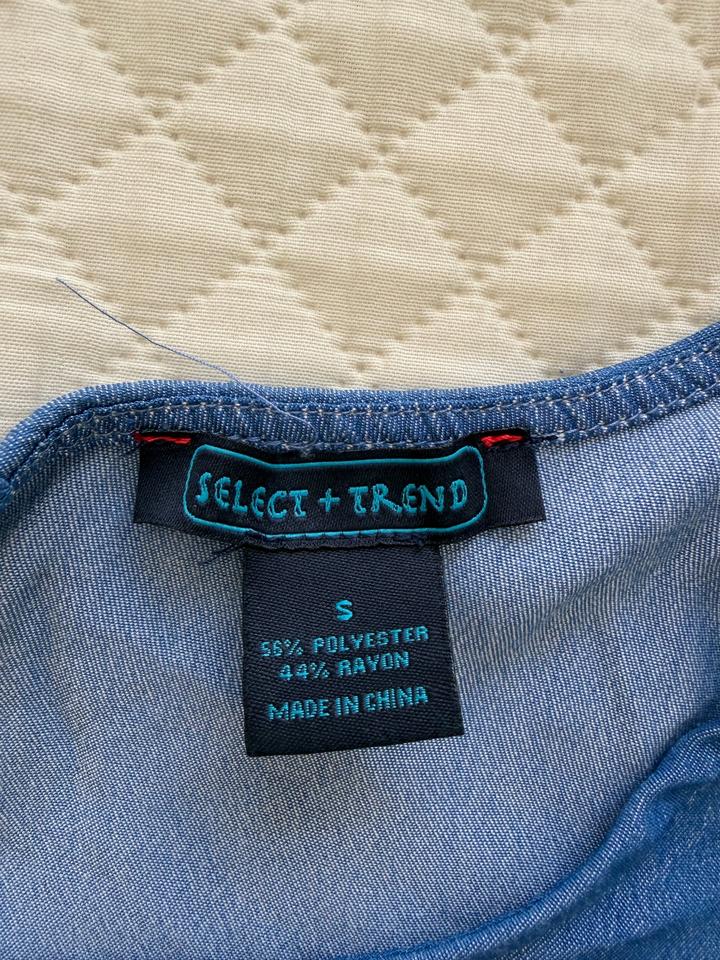 SELECT + TREND
S
56% POLYESTER
44% RAYON
MADE IN CHINA